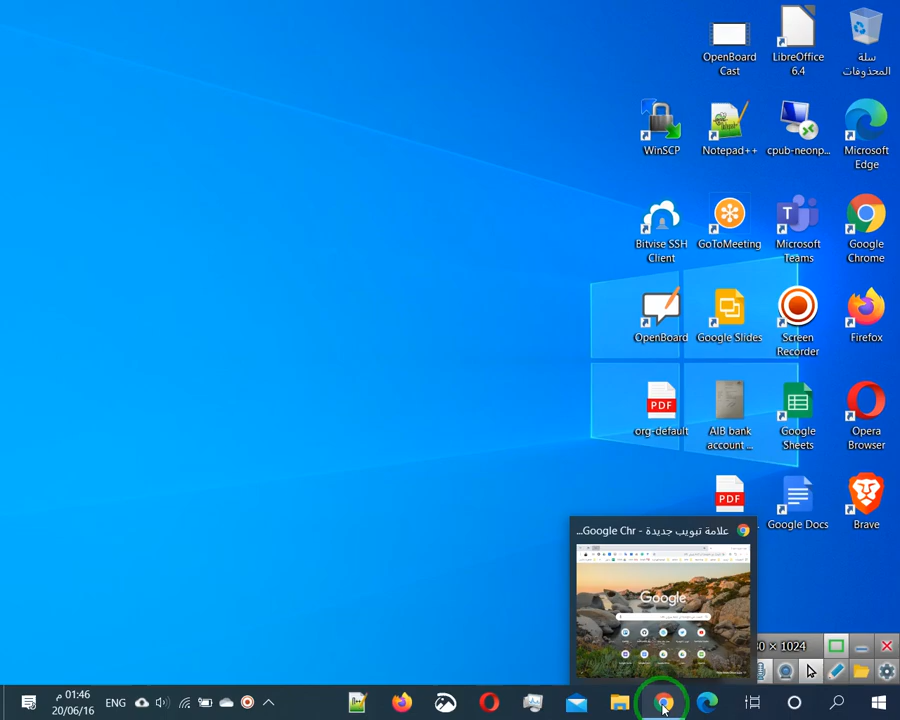 سلة
المحذوفات
LibreOffice
6.4
OpenBoard
Cast
Microsoft
Edge
cpub-neonp...
Notepad++
WinSCP
Google
Chrome
Microsoft
Teams
GoToMeeting
Bitvise SSH
Client
Firefox
Screen
Recorder
Google Slides
OpenBoard
Opera
Browser
Google
Sheets
AIB bank
account ...
PDF
org-default
Brave
Google Docs
PDF
علامة تبويب جديدة - Google Chr...
Google
0 × 1024
ENG
01:46 م
20/06/16